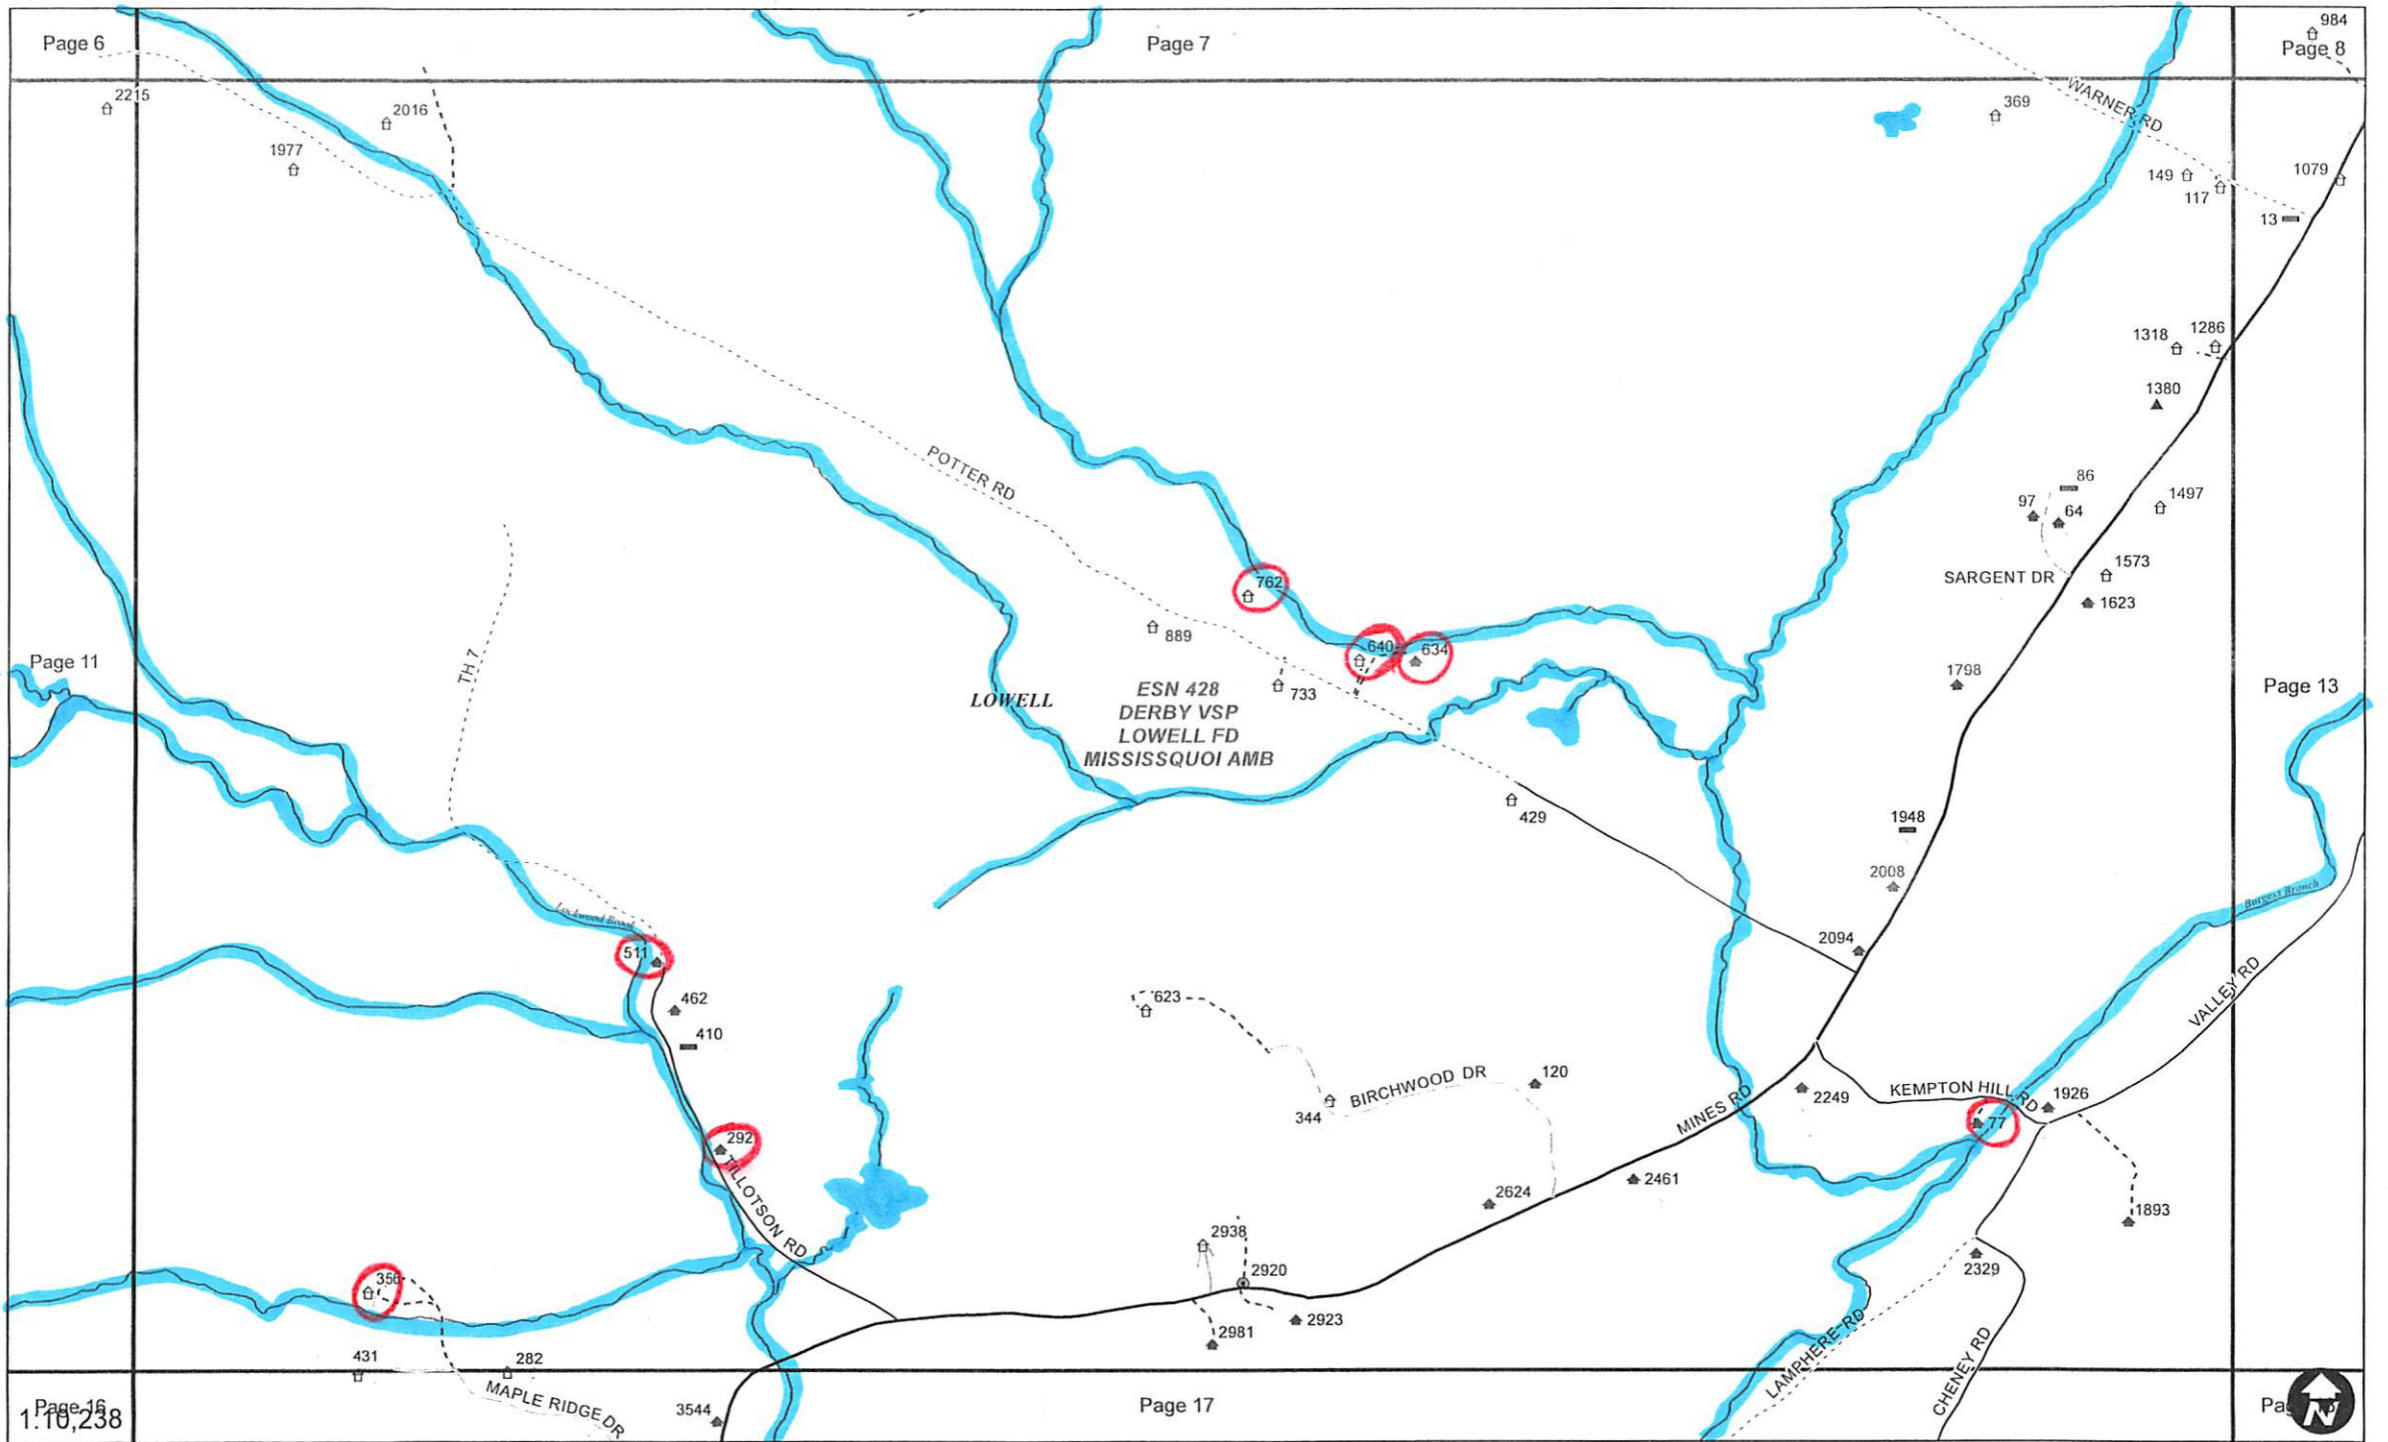 Page 6
Page 7
984
Page 8
2215
2016
1977
369
WARNER RD
149
117
1079
13
1318
1286
1380
POTTER RD
86
97
64
1497
SARGENT DR
1573
1623
762
640
634
889
733
TH 7
Page 11
LOWELL
ESN 428
DERBY VSP
LOWELL FD
MISSISSQUOI AMB
1798
Page 13
429
1948
2008
Burgess Branch
Lockwood Brook
511
2094
VALLEY RD
462
410
623
BIRCHWOOD DR
344
120
MINES RD
2249
KEMPTON HILL RD
1926
77
292
TILLOTSON RD
2461
2624
1893
2938
2920
2329
356
2923
2981
LAMPHERE RD
CHENEY RD
431
282
MAPLE RIDGE DR
3544
Page 16
1:10,238
Page 17
N